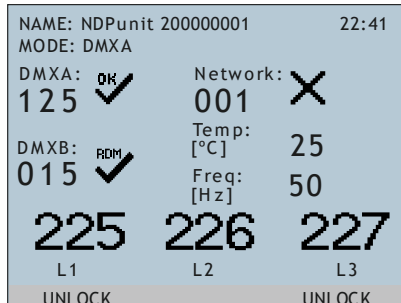 NAME: NDPunit 200000001 22:41
MODE: DMXA
DMXA: OK Network:
125 001
Temp:
[ºC] 25
DMXB: RDM
015 Freq:
[Hz] 50
225 226 227
L1 L2 L3
UNLOCK UNLOCK